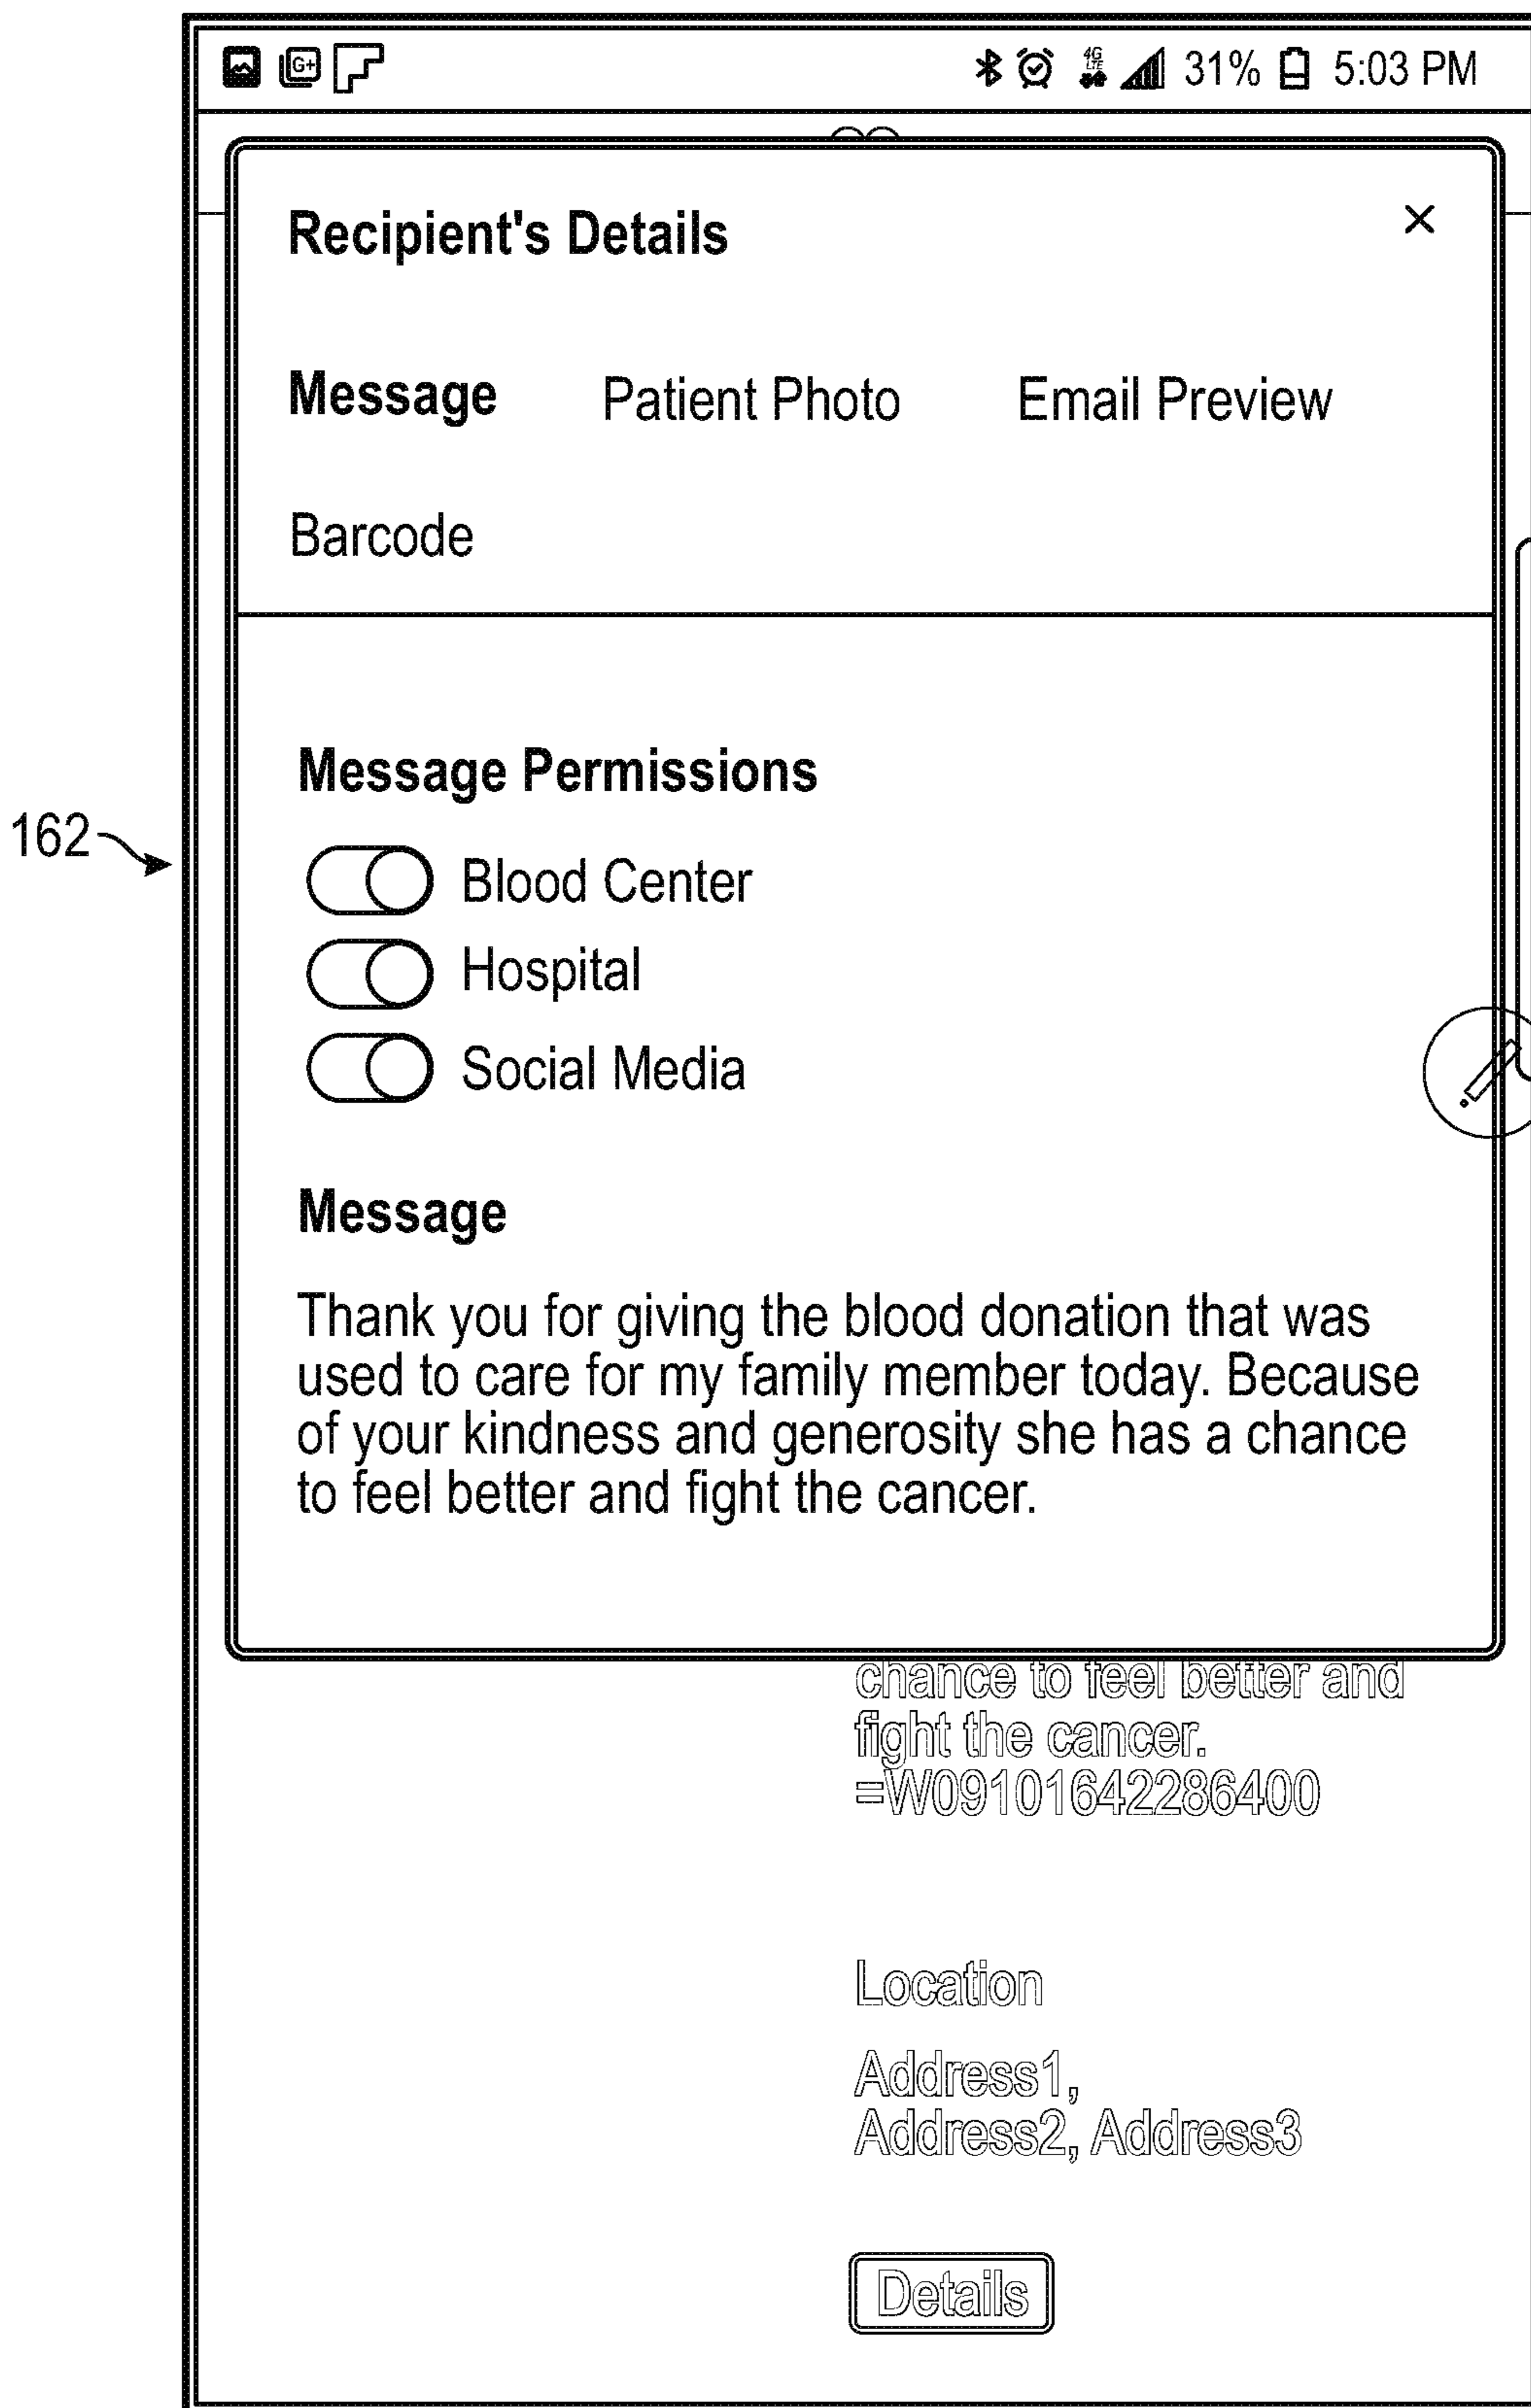 G+ 4G LTE 31% 5:03 PM
Recipient's Details ×
Message Patient Photo Email Preview
Barcode
Message Permissions
162
Blood Center
Hospital
Social Media
Message
Thank you for giving the blood donation that was
used to care for my family member today. Because
of your kindness and generosity she has a chance
to feel better and fight the cancer.
chance to feel better and
fight the cancer.
=W09101642286400
Location
Address1,
Address2, Address3
Details